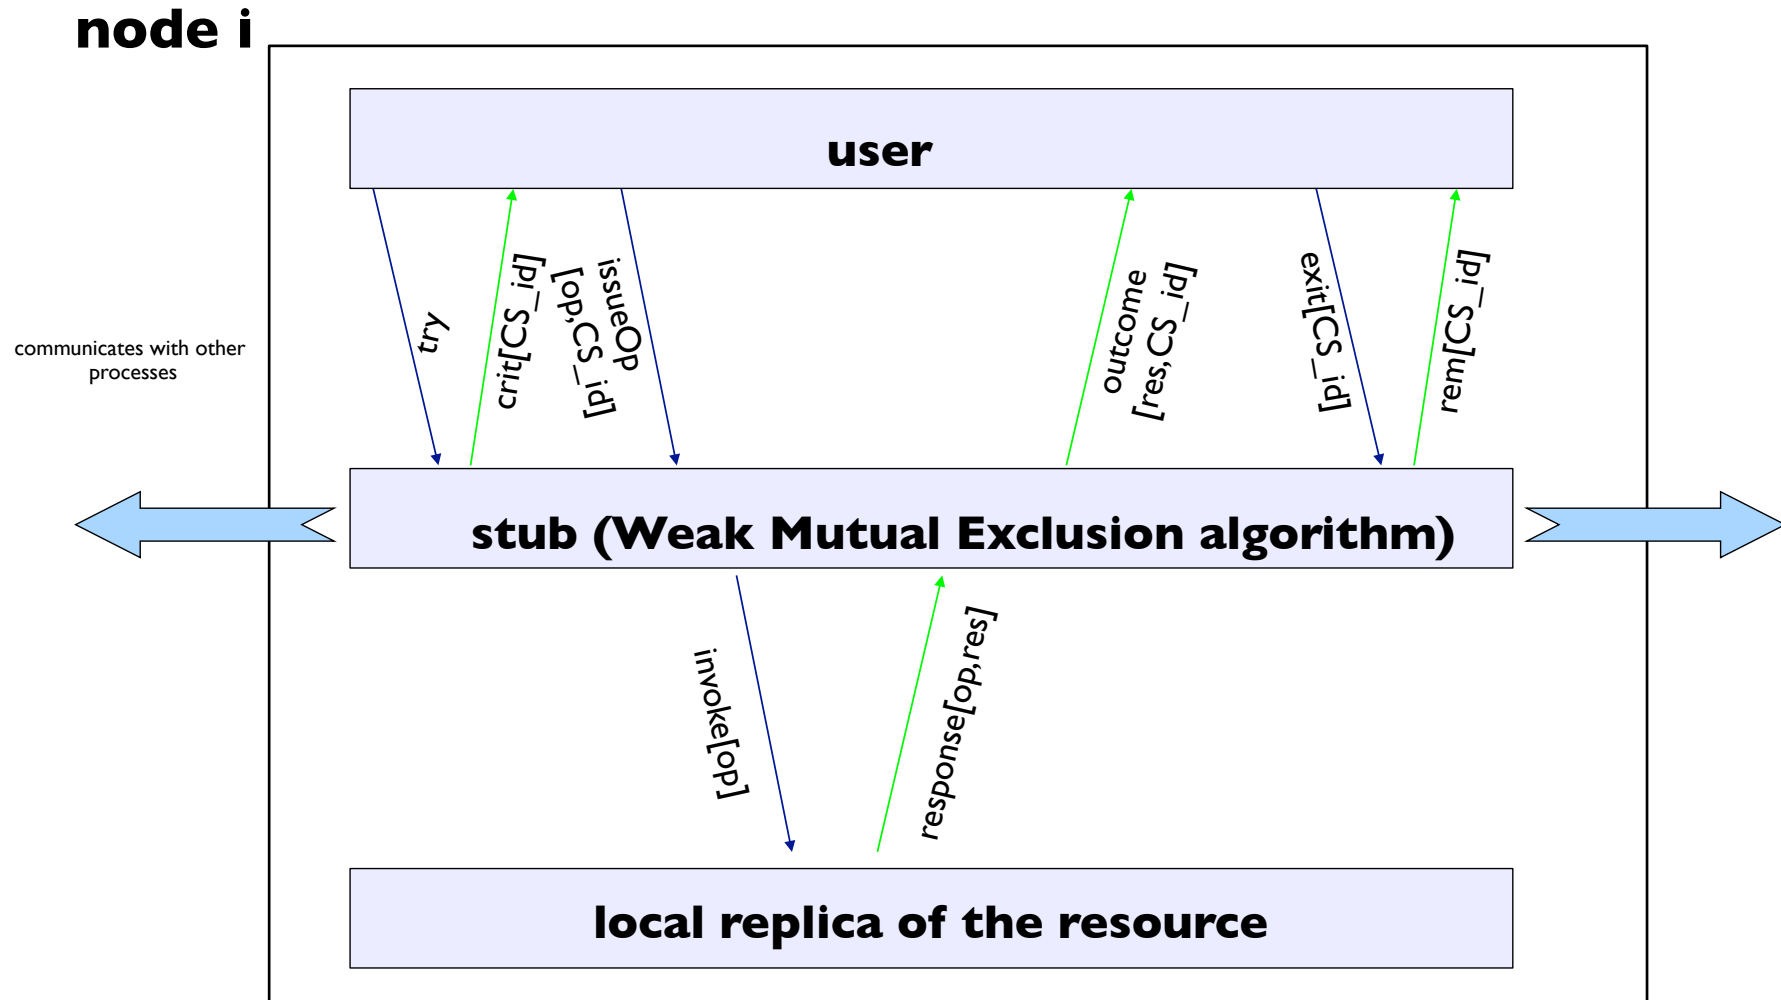 node i
user
try
crit[CS_id]
issueOp
[op,CS_id]
outcome
[res,CS_id]
exit[CS_id]
rem[CS_id]
communicates with other
processes
stub (Weak Mutual Exclusion algorithm)
invoke[op]
response[op,res]
local replica of the resource